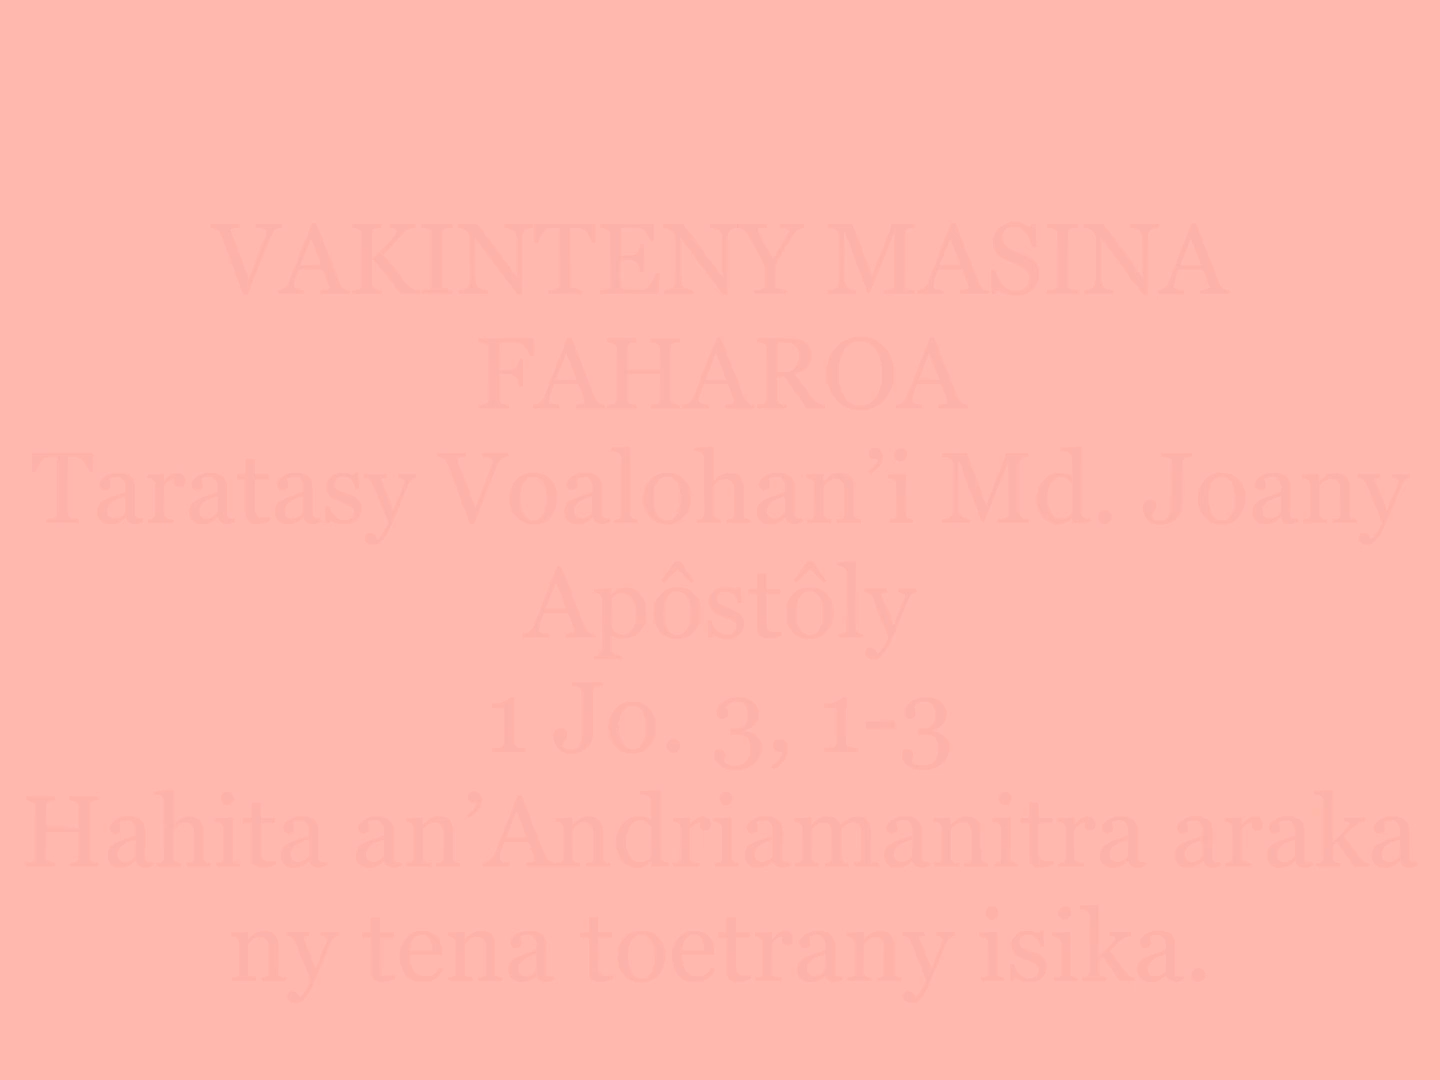 VAKINTENY MASINA
FAHAROA
Taratasy Voalohan’i Md. Joany
Apôstôly
1 Jo. 3, 1-3
Hahita an’Andriamanitra araka
ny tena toetrany isika.